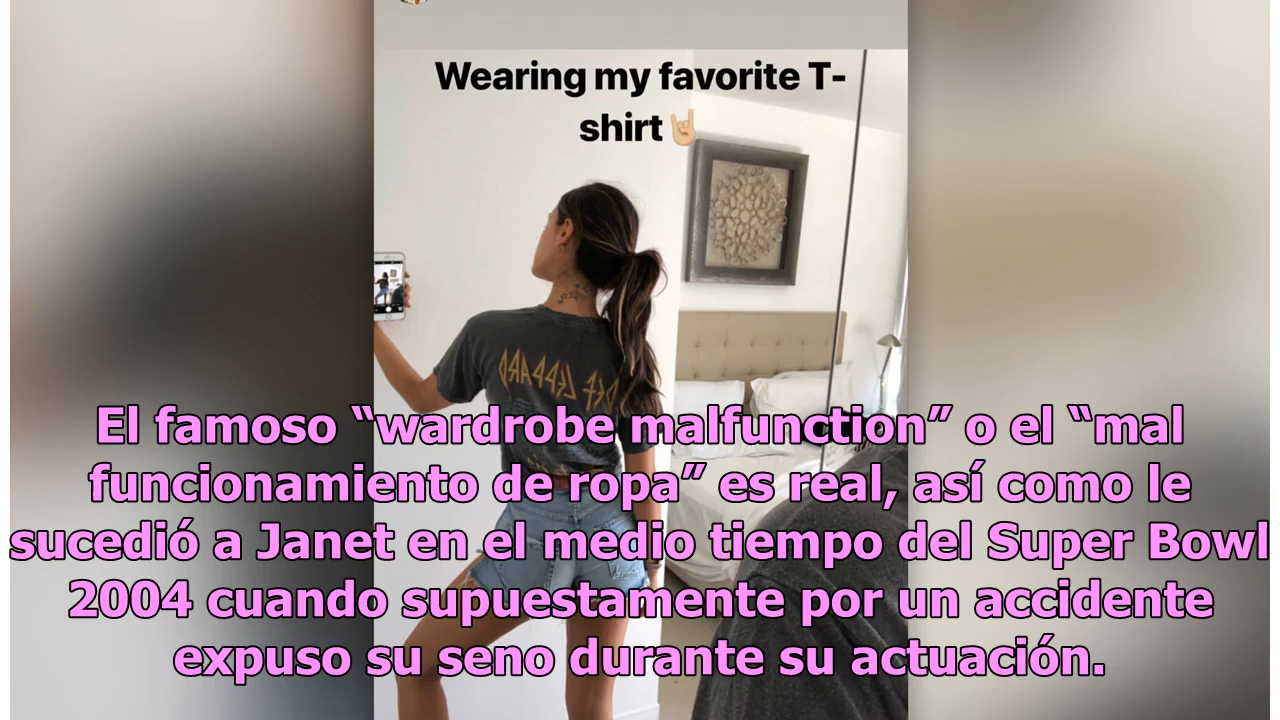 Wearing my favorite T-
shirt🤘🏼
DEF LEPPARD
El famoso “wardrobe malfunction” o el “mal
funcionamiento de ropa” es real, así como le
sucedió a Janet en el medio tiempo del Super Bowl
2004 cuando supuestamente por un accidente
expuso su seno durante su actuación.